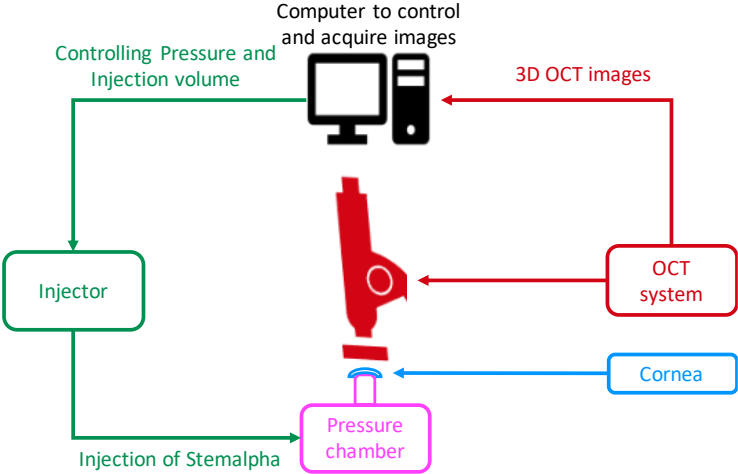 Computer to control
and acquire images
Controlling Pressure and
Injection volume
3D OCT images
Injector
OCT
system
Cornea
Pressure
chamber
Injection of Stemalpha